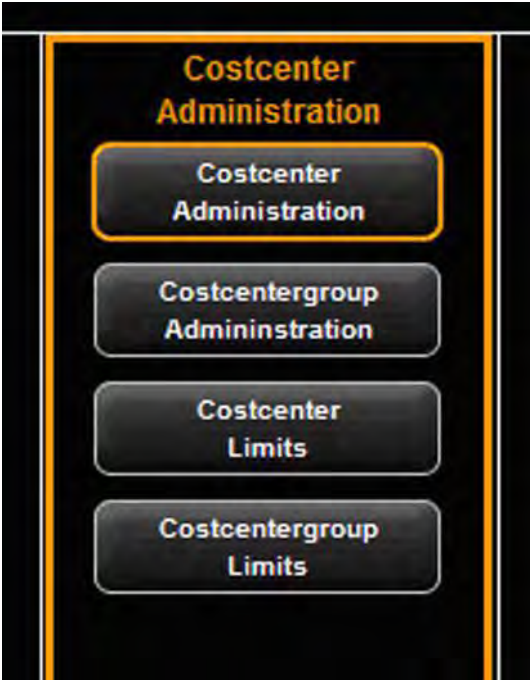 Costcenter
Administration
Costcenter
Administration
Costcentergroup
Admininstration
Costcenter
Limits
Costcentergroup
Limits